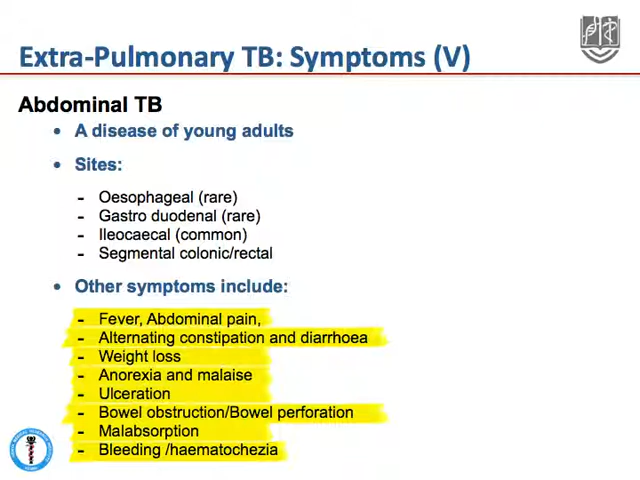 Extra-Pulmonary TB: Symptoms (V)
Abdominal TB
• A disease of young adults
• Sites:
- Oesophageal (rare)
- Gastro duodenal (rare)
- Ileocaecal (common)
- Segmental colonic/rectal
• Other symptoms include:
- Fever, Abdominal pain,
- Alternating constipation and diarrhoea
- Weight loss
- Anorexia and malaise
- Ulceration
- Bowel obstruction/Bowel perforation
- Malabsorption
- Bleeding /haematochezia